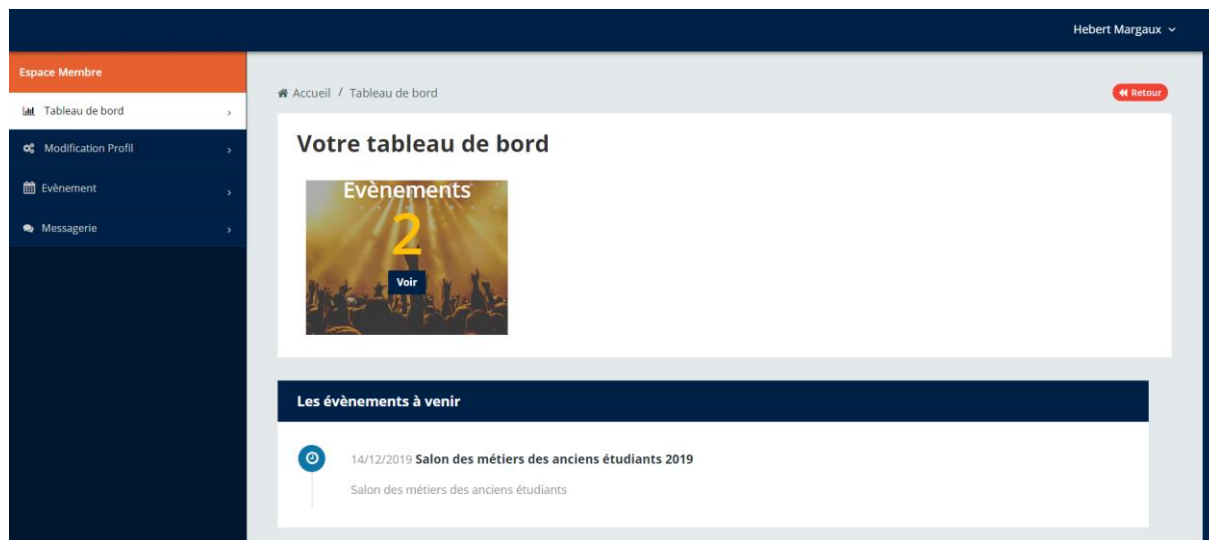 Hebert Margaux
Espace Membre
Tableau de bord
Modification Profil
Evènement
Messagerie
Accueil / Tableau de bord
Retour
Votre tableau de bord
Evènements
2
Voir
Les évènements à venir
14/12/2019 Salon des métiers des anciens étudiants 2019
Salon des métiers des anciens étudiants